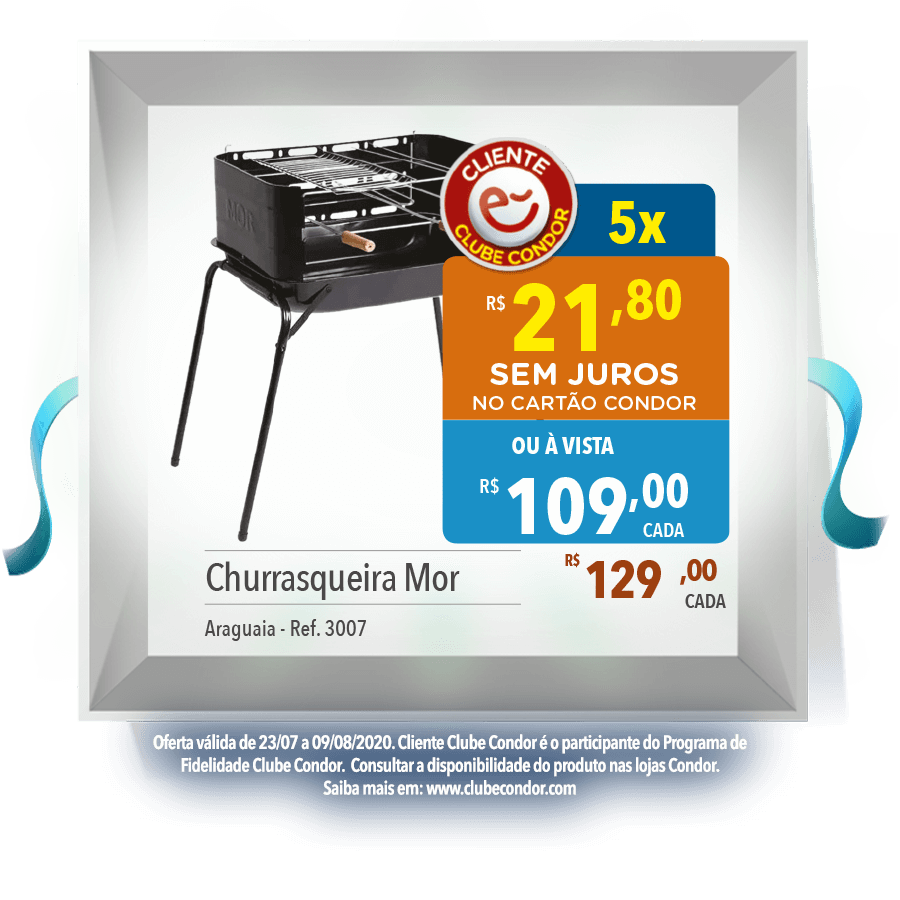 MOR
CLIENTE
CLUBE CONDOR
5x
R$ 21,80
SEM JUROS
NO CARTÃO CONDOR
OU À VISTA
R$ 109,00
CADA
Churrasqueira Mor
R$ 129,00
CADA
Araguaia - Ref. 3007
Oferta válida de 23/07 a 09/08/2020. Cliente Clube Condor é o participante do Programa de
Fidelidade Clube Condor. Consultar a disponibilidade do produto nas lojas Condor.
Saiba mais em: www.clubecondor.com